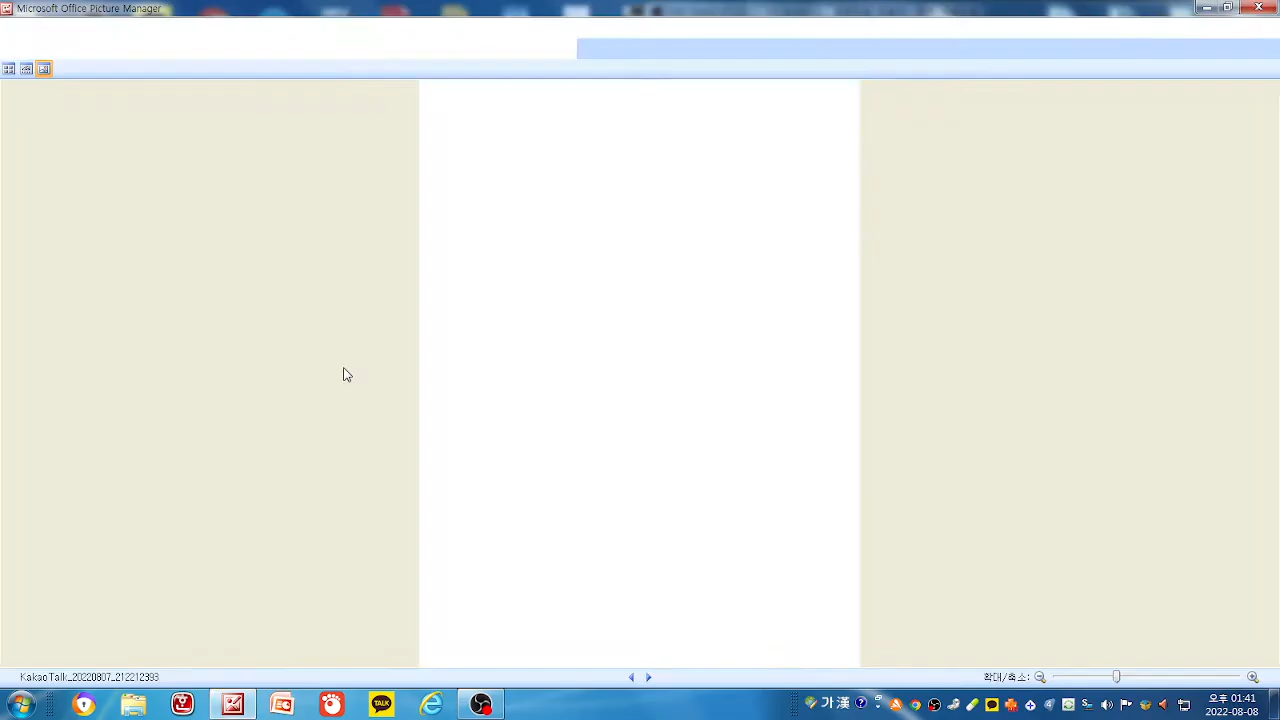 Microsoft Office Picture Manager
KakaoTalk_20220807_212212393
확대/축소:
TALK
가 漢
오후 01:41
2022-08-08